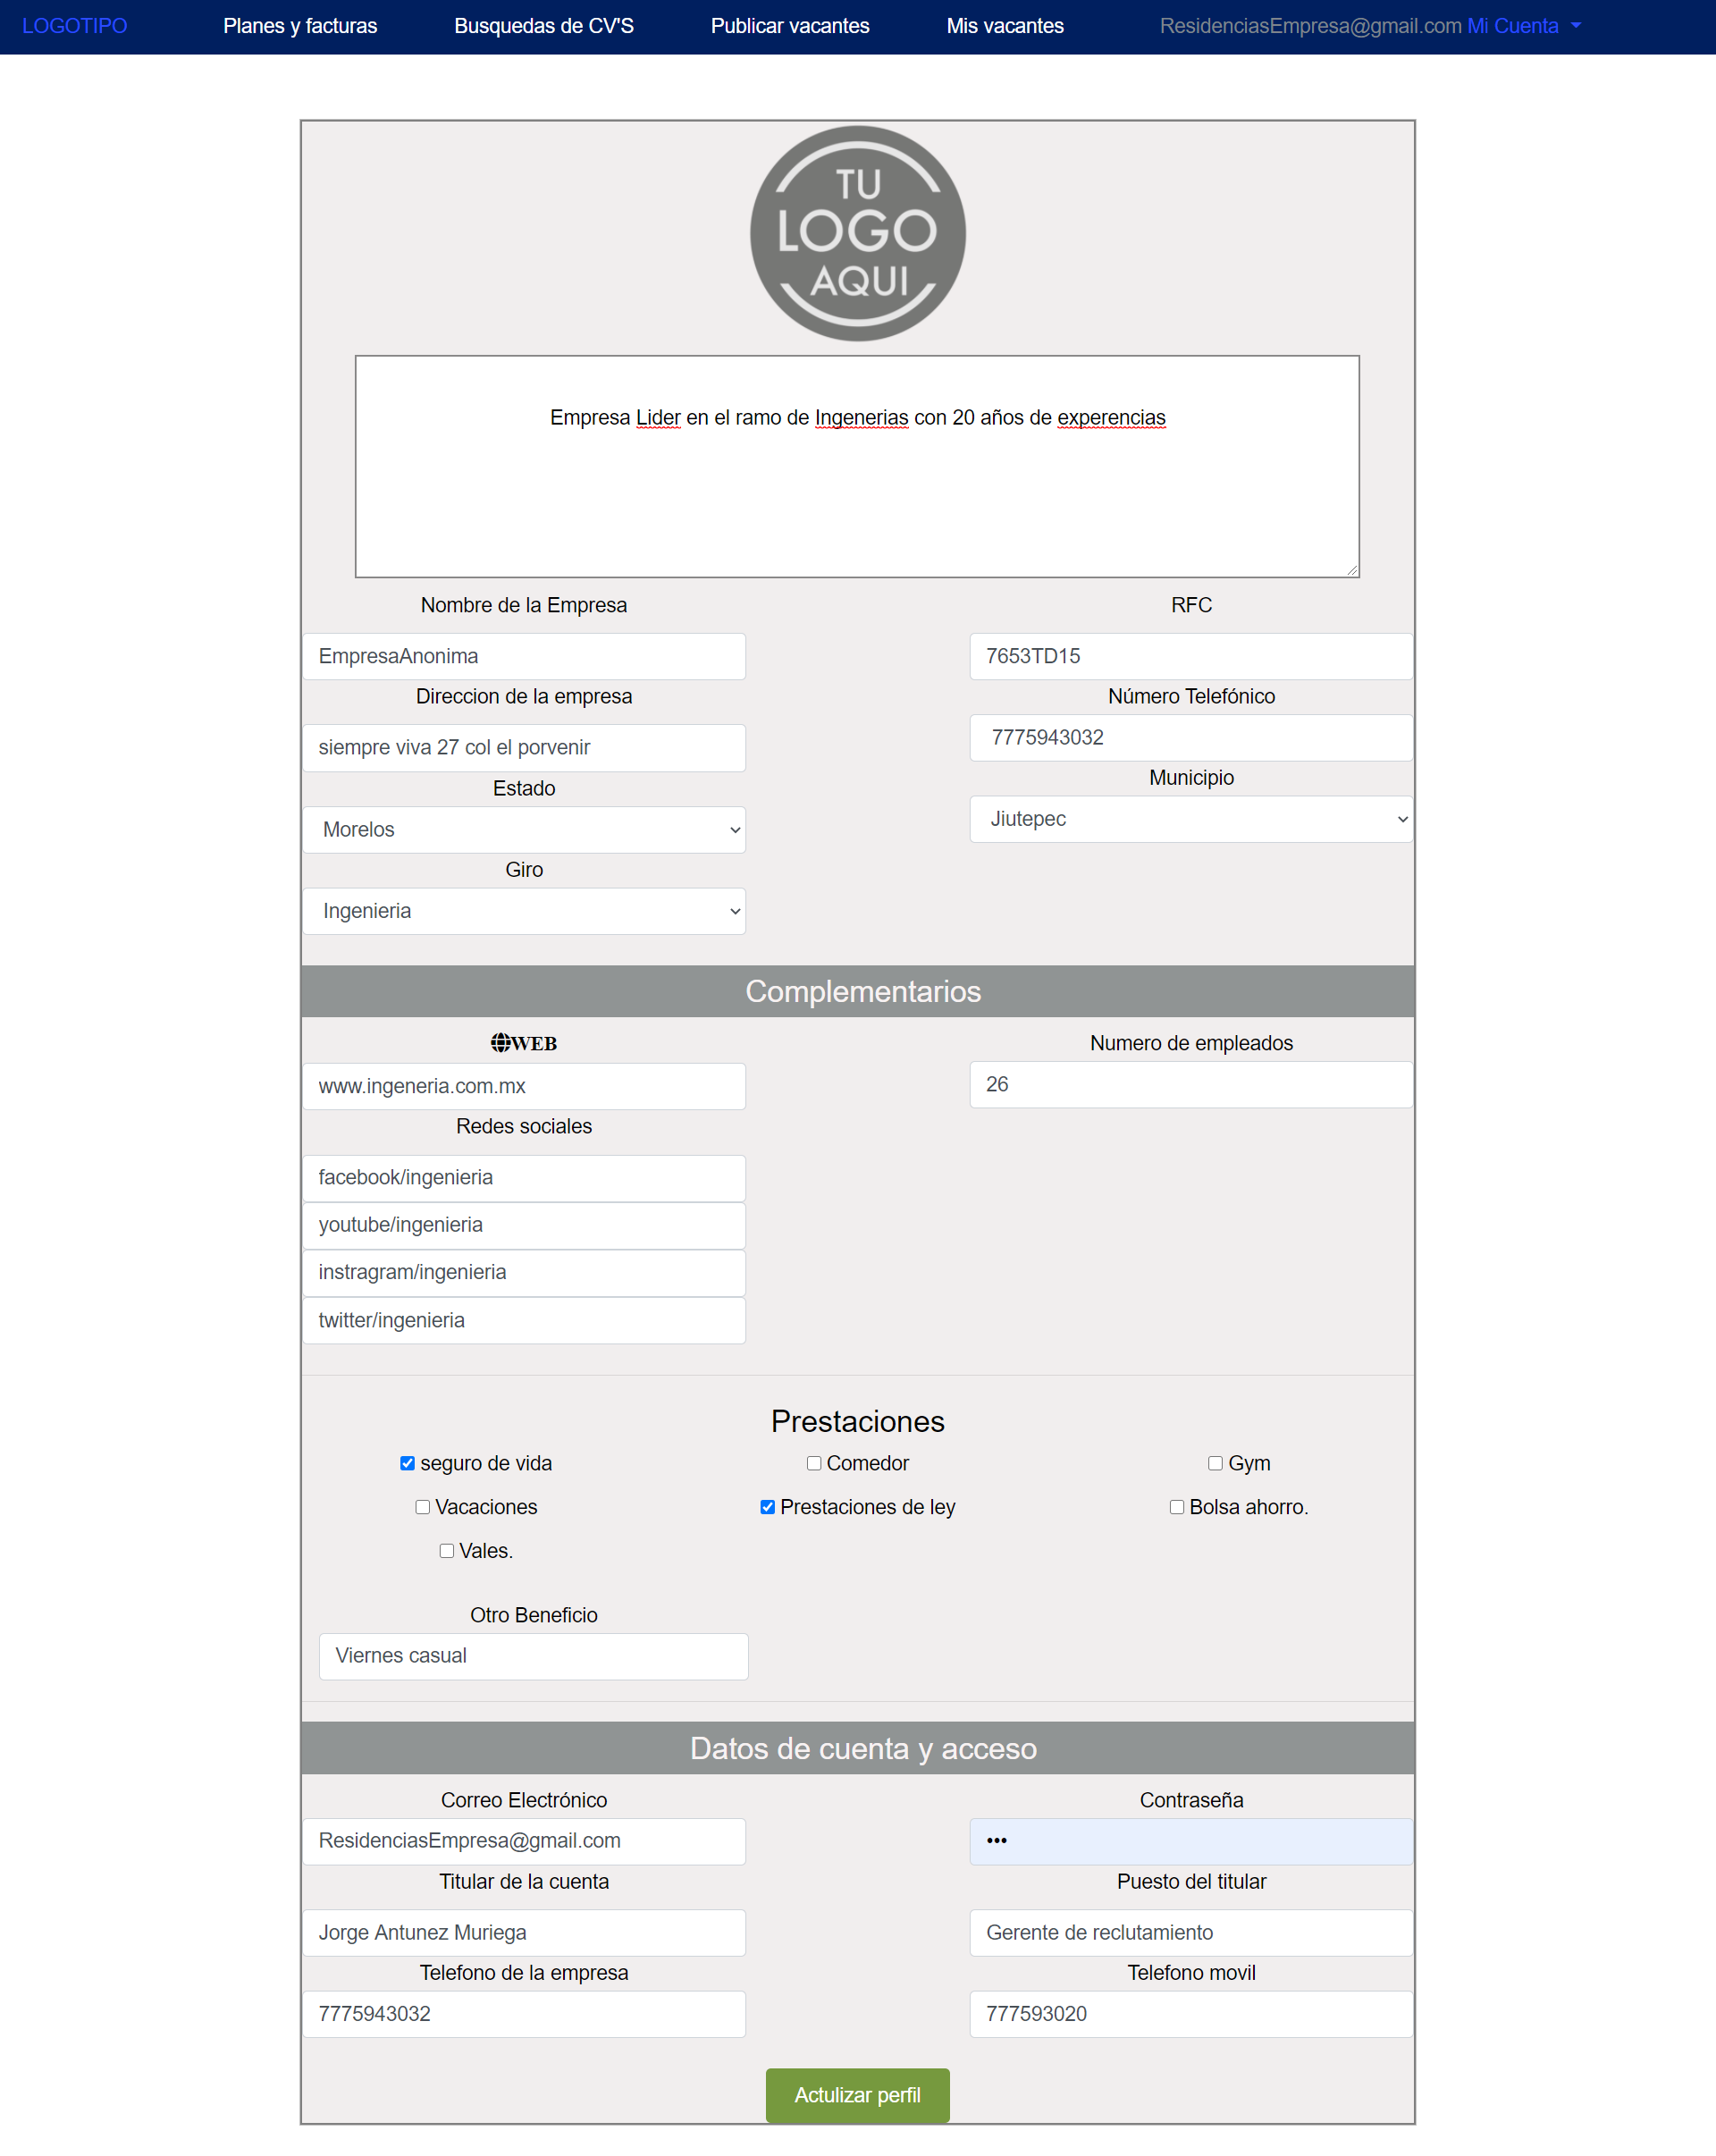 LOGOTIPO Planes y facturas Busquedas de CV'S Publicar vacantes Mis vacantes ResidenciasEmpresa@gmail.com Mi Cuenta
TU
LOGO
AQUI
Empresa Lider en el ramo de Ingenerias con 20 años de experencias
Nombre de la Empresa RFC
EmpresaAnonima 7653TD15
Direccion de la empresa Número Telefónico
siempre viva 27 col el porvenir 7775943032
Estado Municipio
Morelos Jiutepec
Giro
Ingenieria
Complementarios
WEB Numero de empleados
www.ingeneria.com.mx 26
Redes sociales
facebook/ingenieria
youtube/ingenieria
instragram/ingenieria
twitter/ingenieria
Prestaciones
seguro de vida Comedor Gym
Vacaciones Prestaciones de ley Bolsa ahorro.
Vales.
Otro Beneficio
Viernes casual
Datos de cuenta y acceso
Correo Electrónico Contraseña
ResidenciasEmpresa@gmail.com •••
Titular de la cuenta Puesto del titular
Jorge Antunez Muriega Gerente de reclutamiento
Telefono de la empresa Telefono movil
7775943032 777593020
Actulizar perfil